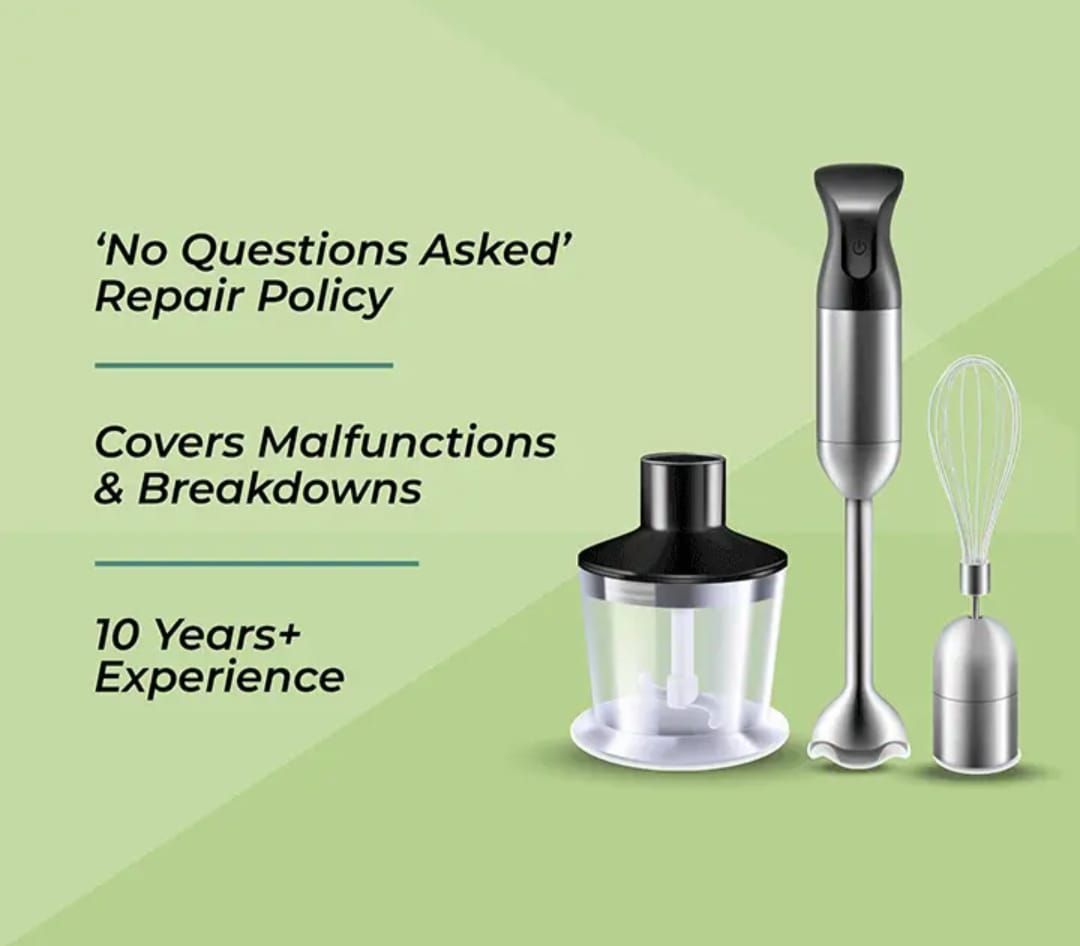 ‘No Questions Asked’
Repair Policy
Covers Malfunctions
& Breakdowns
10 Years+
Experience